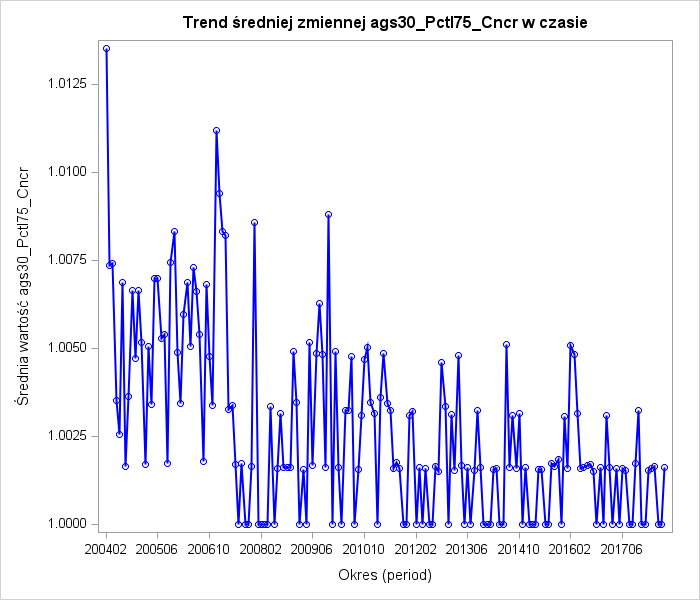 Trend średniej zmiennej ags30_Pctl75_Cncr w czasie
Średnia wartość ags30_Pctl75_Cncr
1.0125
1.0100
1.0075
1.0050
1.0025
1.0000
200402 200506 200610 200802 200906 201010 201202 201306 201410 201602 201706
Okres (period)